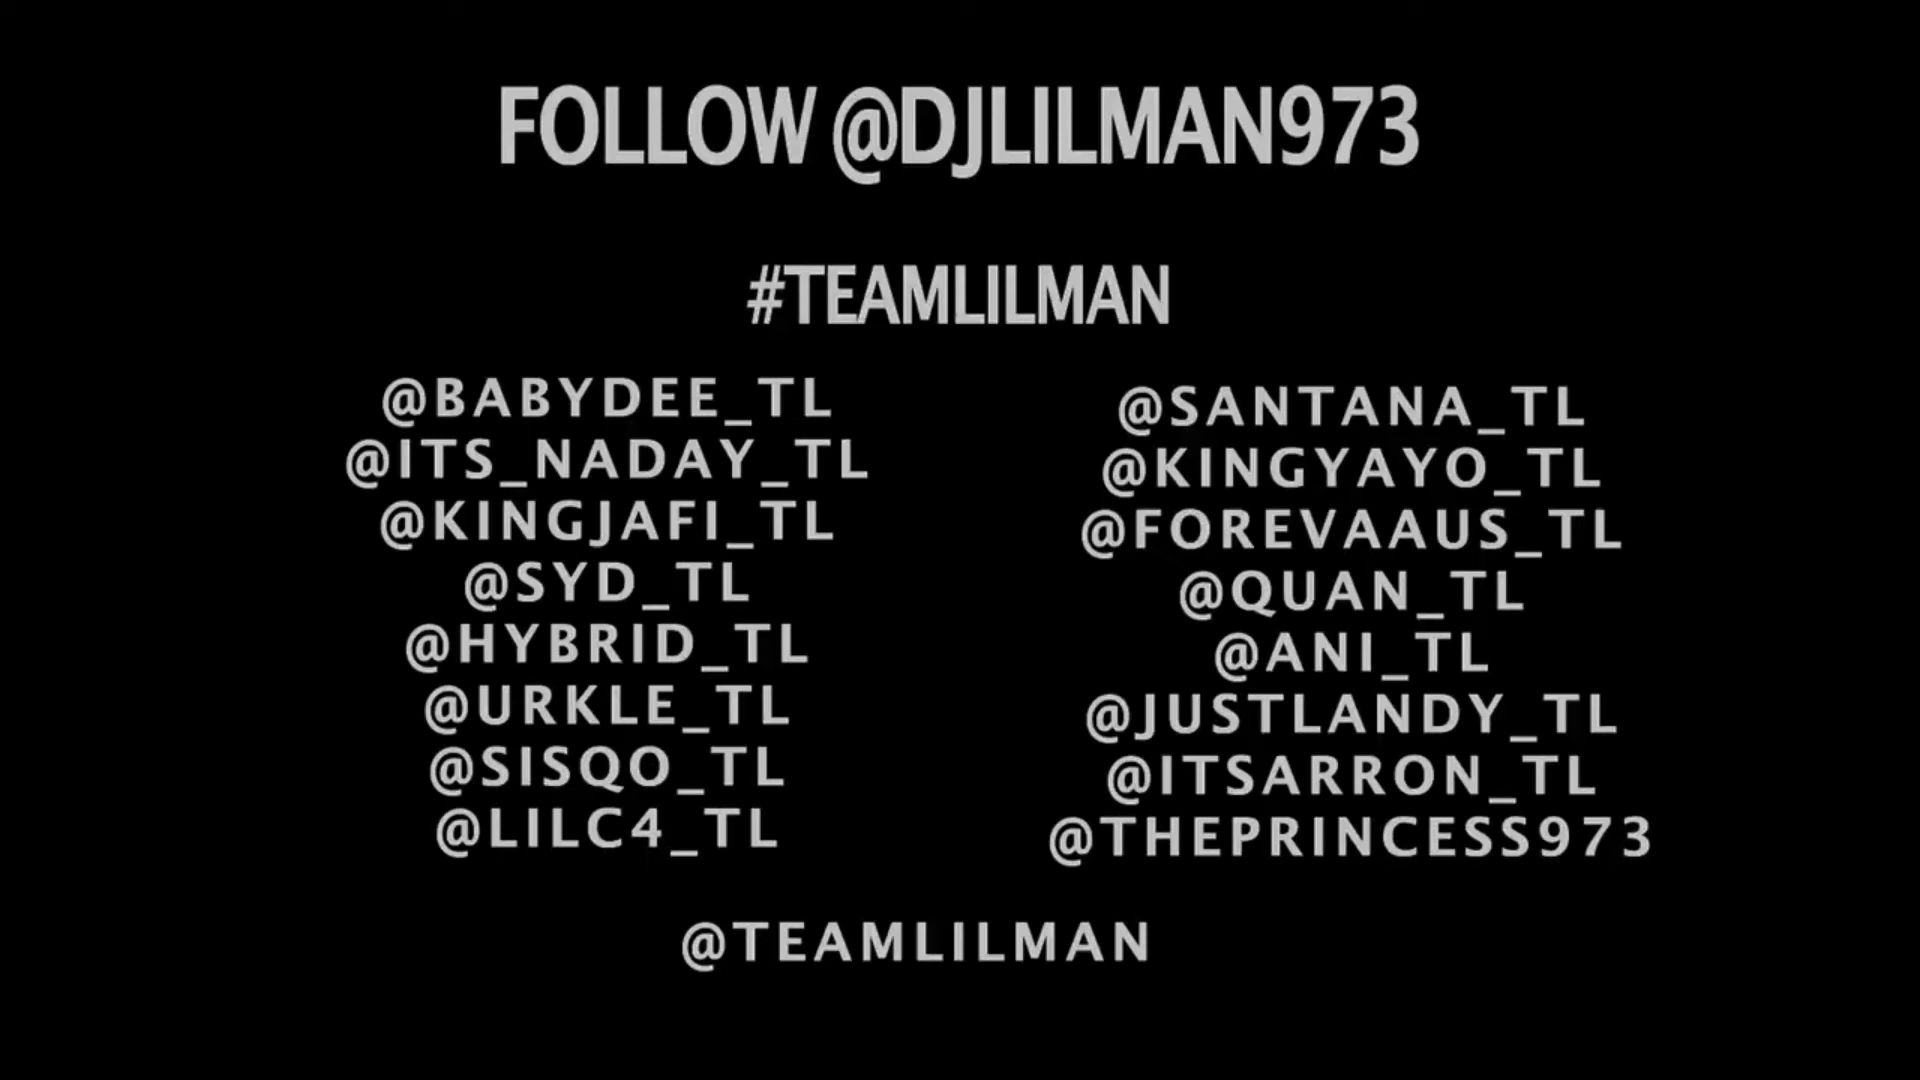 FOLLOW @DJLILMAN973
#TEAMLILMAN
@BABYDEE_TL
@ITS_NADAY_TL
@KINGJAFI_TL
@SYD_TL
@HYBRID_TL
@URKLE_TL
@SISQO_TL
@LILC4_TL
@SANTANA_TL
@KINGYAYO_TL
@FOREVAAUS_TL
@QUAN_TL
@ANI_TL
@JUSTLANDY_TL
@ITSARRON_TL
@THEPRINCESS973
@TEAMLILMAN